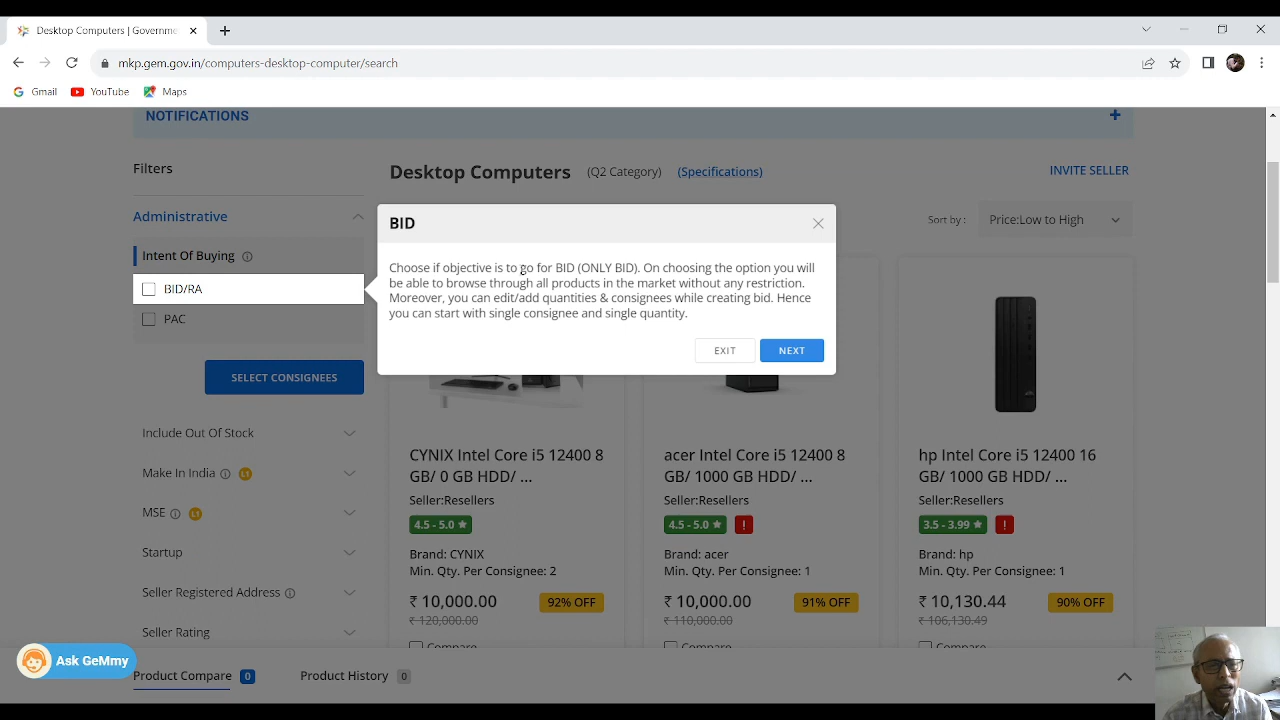 Desktop Computers | Governme
mkp.gem.gov.in/computers-desktop-computer/search
Gmail YouTube Maps
NOTIFICATIONS
Filters
Desktop Computers (Q2 Category) (Specifications) INVITE SELLER
Administrative
Sort by : Price:Low to High
BID
Intent Of Buying
Choose if objective is to go for BID (ONLY BID). On choosing the option you will
be able to browse through all products in the market without any restriction.
Moreover, you can edit/add quantities & consignees while creating bid. Hence
you can start with single consignee and single quantity.
BID/RA
PAC
EXIT NEXT
SELECT CONSIGNEES
Include Out Of Stock
Make In India L1
MSE L1
Startup
Seller Registered Address
Seller Rating
CYNIX Intel Core i5 12400 8
GB/ 0 GB HDD/ ...
Seller:Resellers
4.5 - 5.0
Brand: CYNIX
Min. Qty. Per Consignee: 2
₹ 10,000.00 92% OFF
₹ 120,000.00
Compare
acer Intel Core i5 12400 8
GB/ 1000 GB HDD/ ...
Seller:Resellers
4.5 - 5.0 !
Brand: acer
Min. Qty. Per Consignee: 1
₹ 10,000.00 91% OFF
₹ 110,000.00
Compare
hp Intel Core i5 12400 16
GB/ 1000 GB HDD/ ...
Seller:Resellers
3.5 - 3.99 !
Brand: hp
Min. Qty. Per Consignee: 1
₹ 10,130.44 90% OFF
₹ 106,130.49
Compare
Ask GeMmy
Product Compare 0 Product History 0